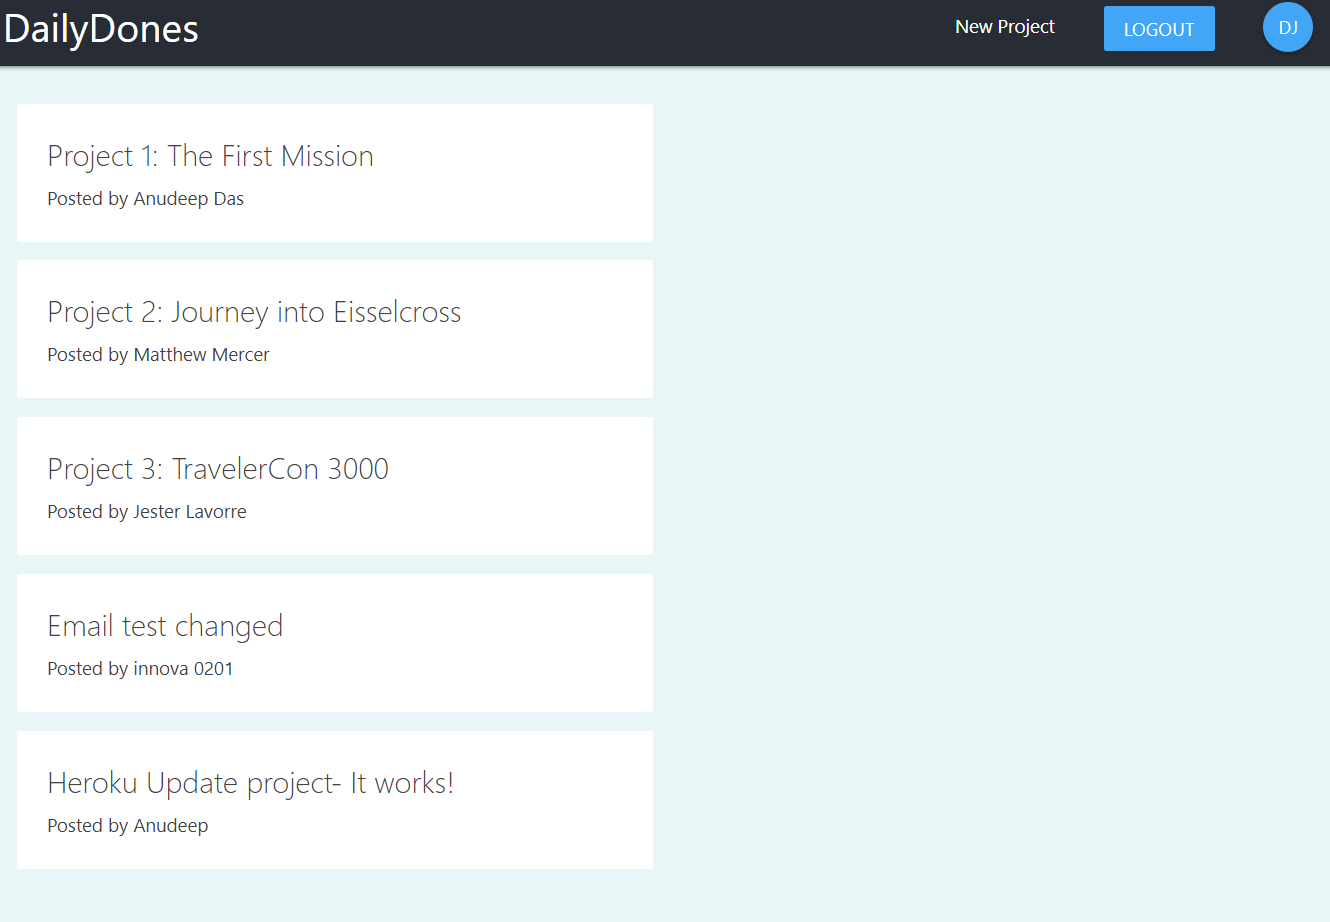 DailyDones
New Project
LOGOUT
DJ
Project 1: The First Mission
Posted by Anudeep Das
Project 2: Journey into Eisselcross
Posted by Matthew Mercer
Project 3: TravelerCon 3000
Posted by Jester Lavorre
Email test changed
Posted by innova 0201
Heroku Update project- It works!
Posted by Anudeep